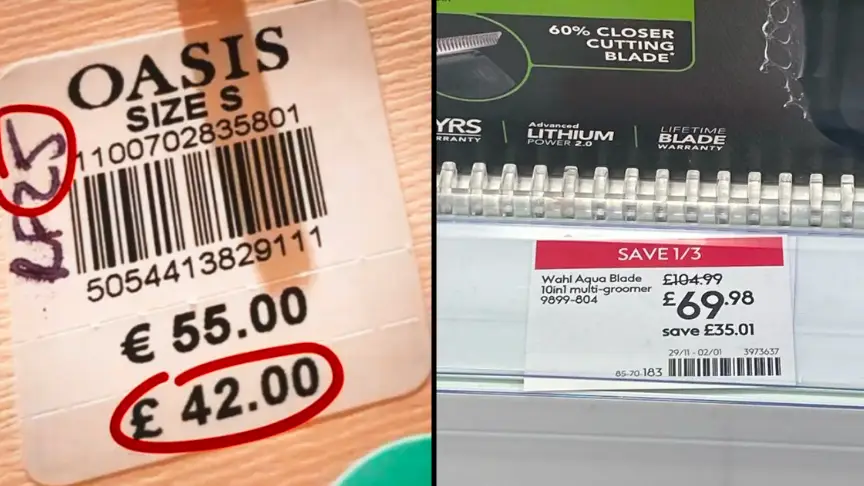 OASIS
SIZE S
1100702835801
25
5054413829111
€ 55.00
£ 42.00
60% CLOSER
CUTTING
BLADE*
YRS
RRANTY
Advanced
LITHIUM
POWER 2.0
LIFETIME
BLADE
WARRANTY
SAVE 1/3
Wahl Aqua Blade £104.99
10in1 multi-groomer £69.98
9899-804
save £35.01
29/11 - 02/01 3973637
85-70-183